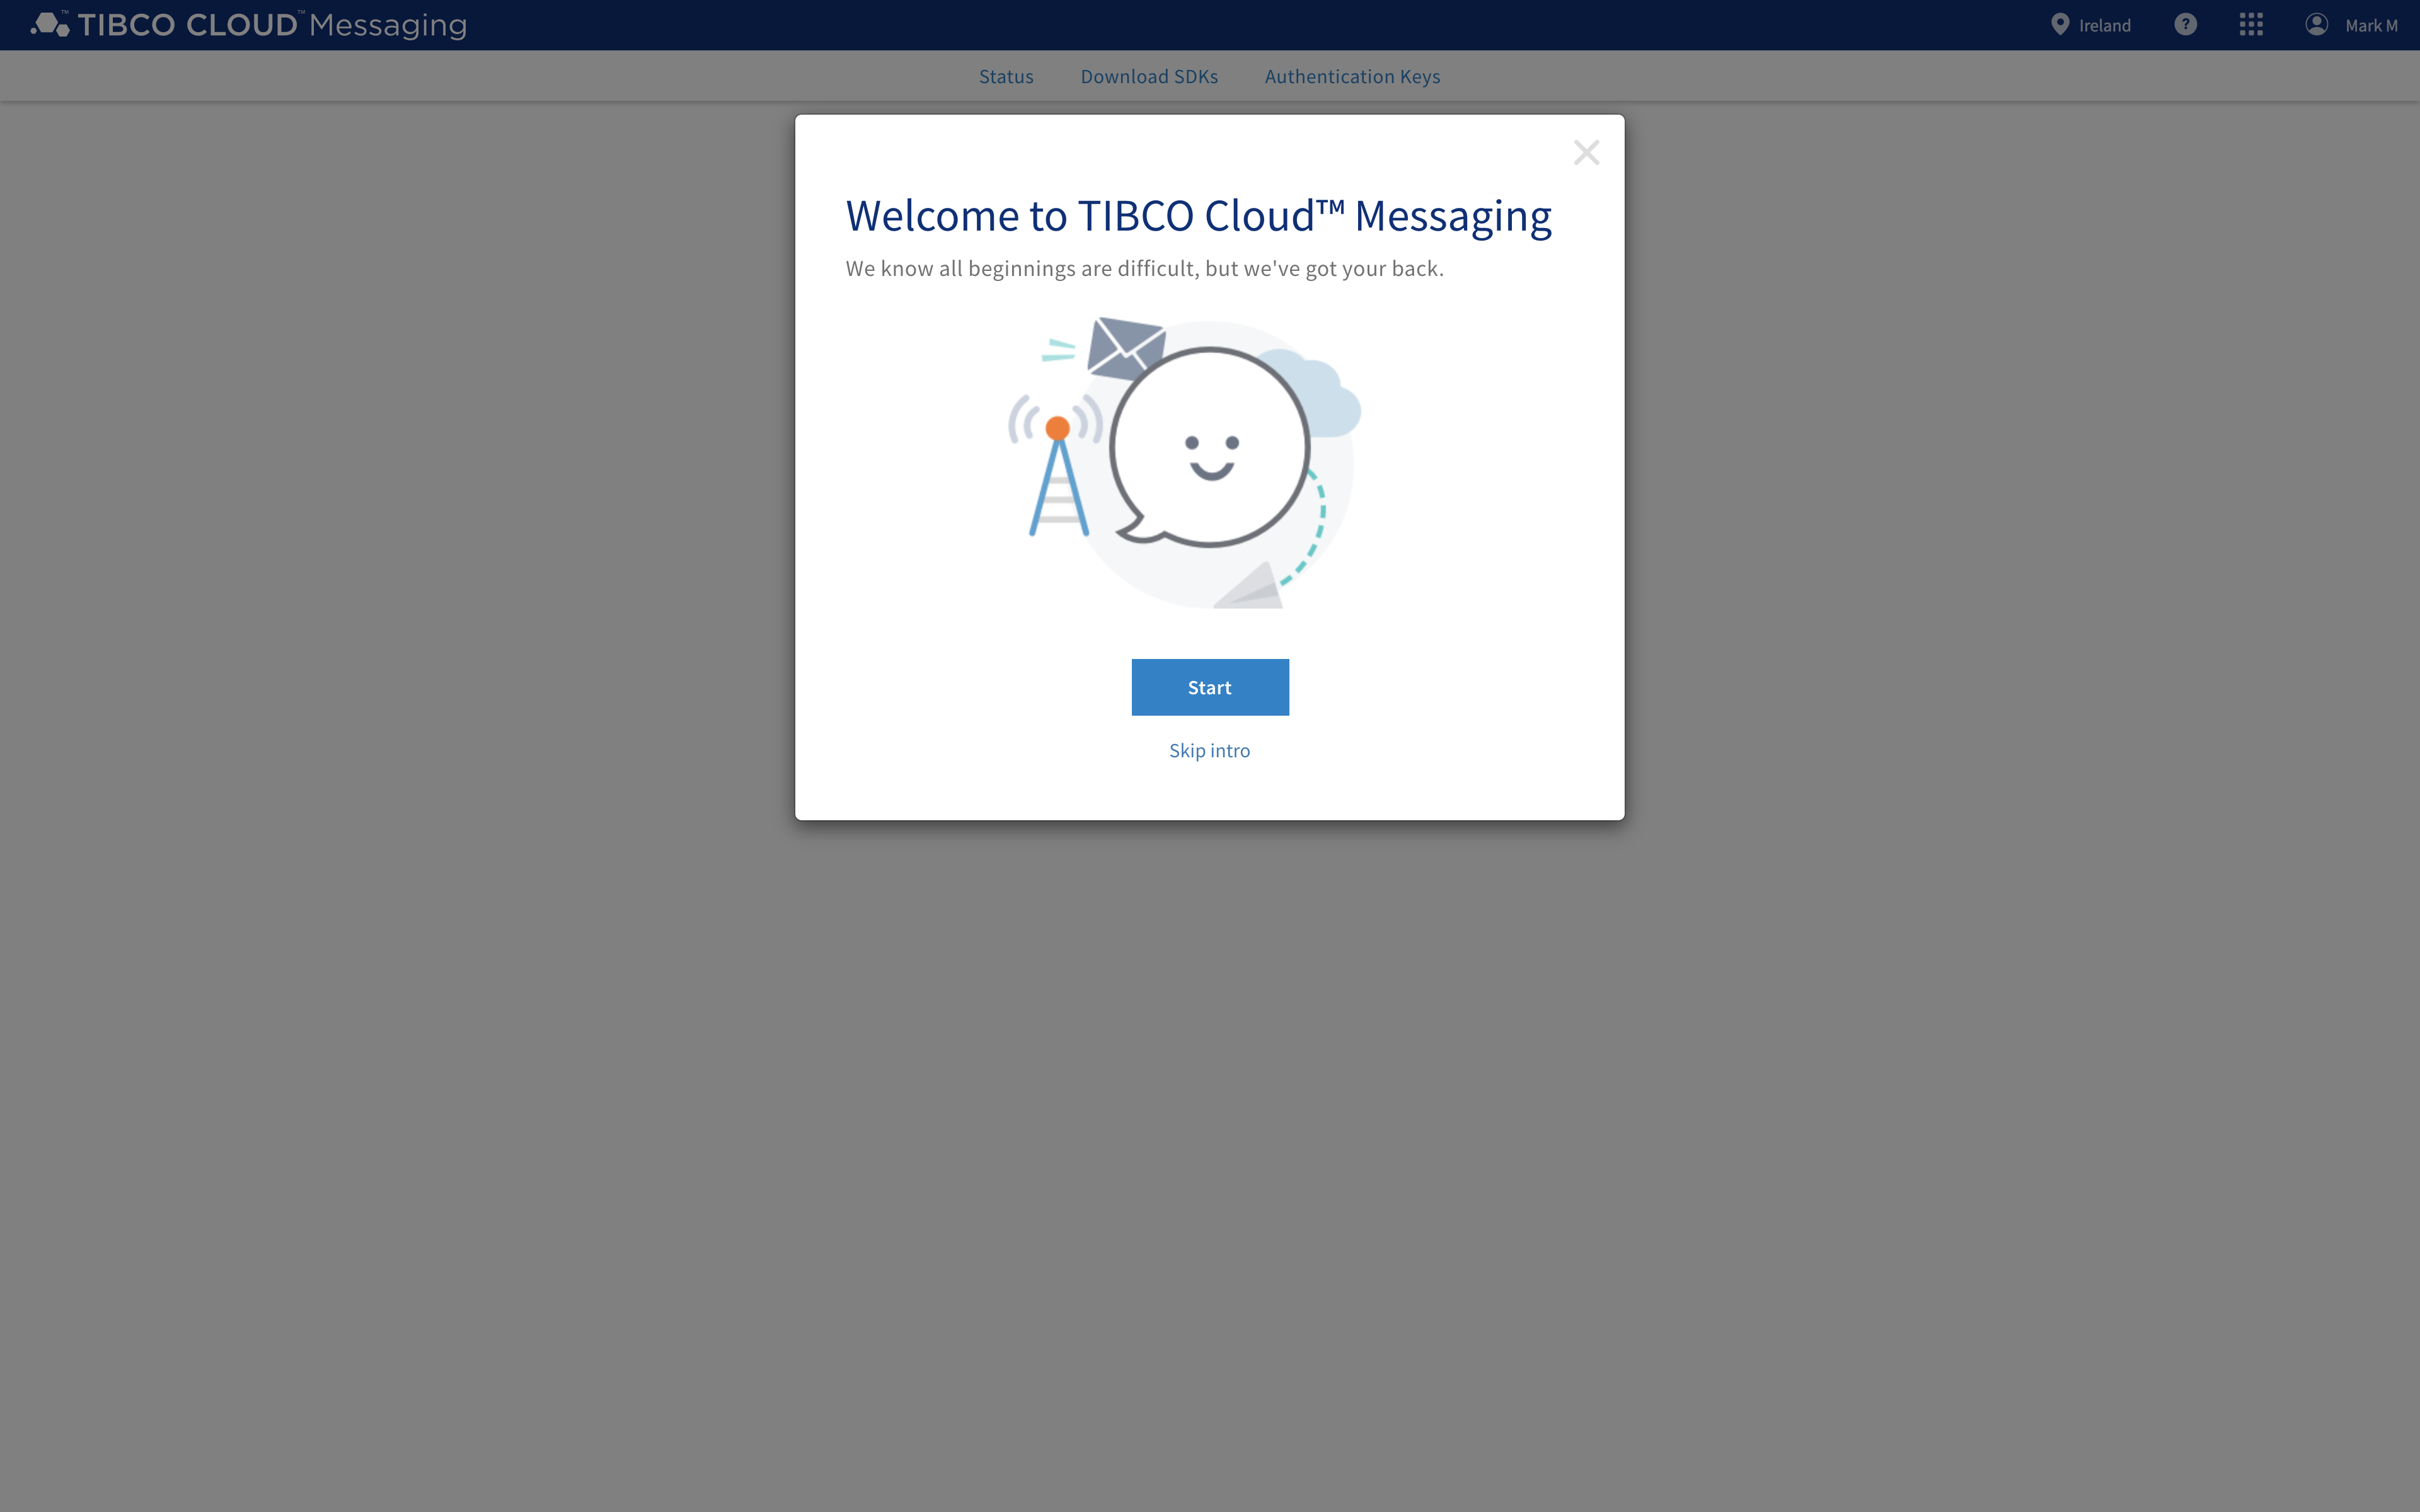 TIBCO CLOUD™ Messaging
Ireland
?
Mark M
Status
Download SDKs
Authentication Keys
Welcome to TIBCO Cloud™ Messaging
We know all beginnings are difficult, but we've got your back.
Start
Skip intro